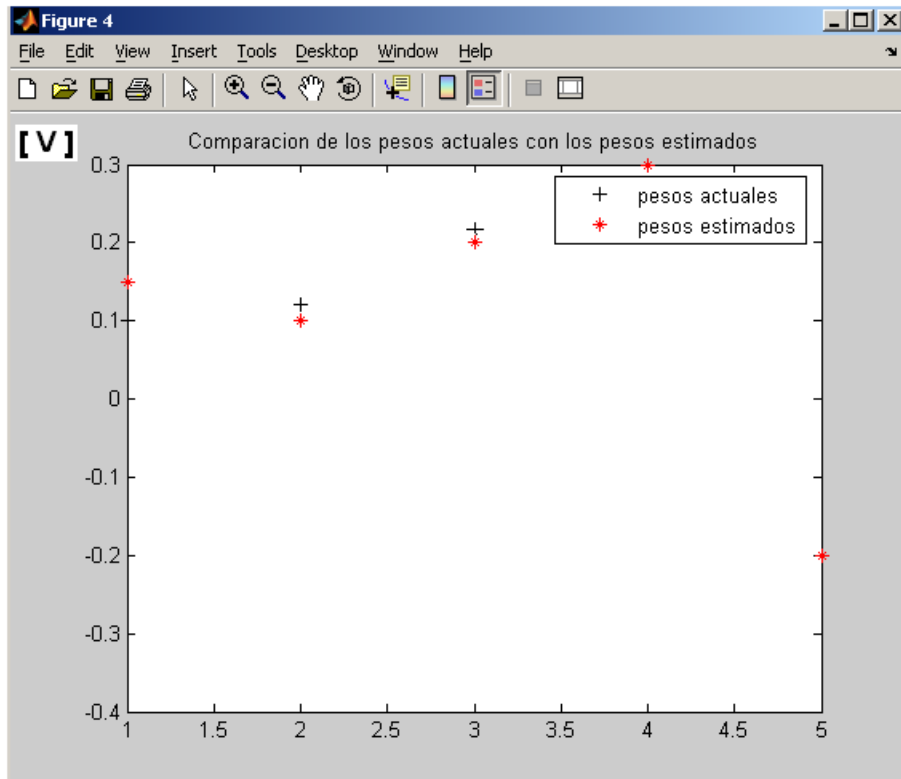 Figure 4
File Edit View Insert Tools Desktop Window Help
[ V ]
Comparacion de los pesos actuales con los pesos estimados
0.3
pesos actuales
pesos estimados
0.2
0.1
0
-0.1
-0.2
-0.3
-0.4
1 1.5 2 2.5 3 3.5 4 4.5 5